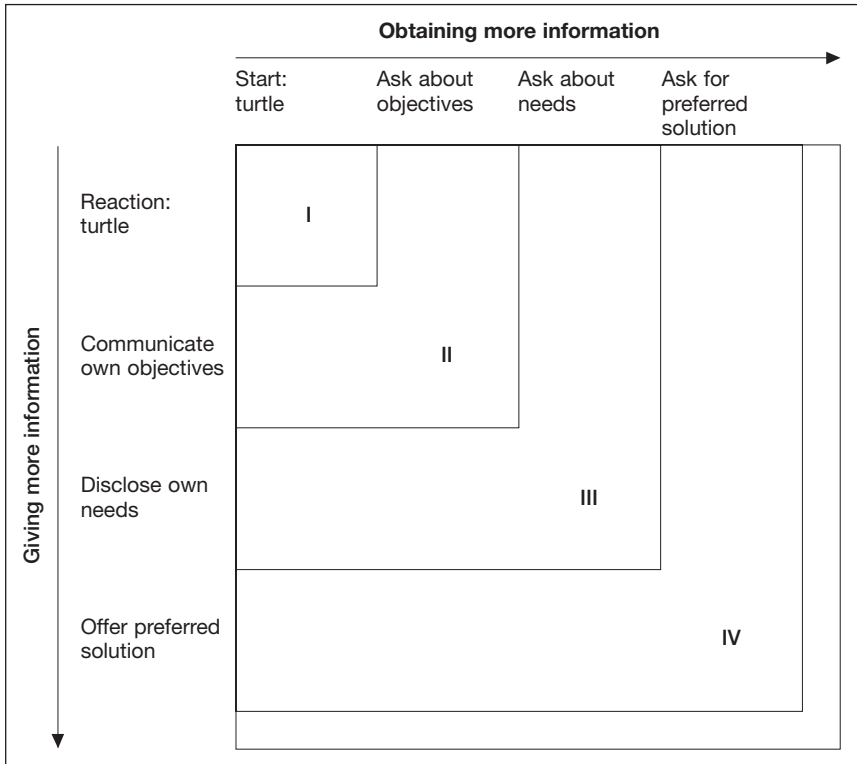 Obtaining more information
Start:
turtle
Ask about
objectives
Ask about
needs
Ask for
preferred
solution
Giving more information
Reaction:
turtle
I
Communicate
own objectives
II
Disclose own
needs
III
Offer preferred
solution
IV